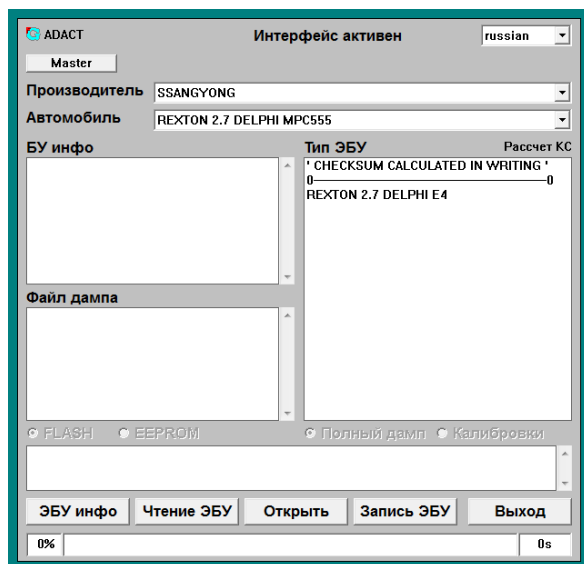 ADACT Интерфейс активен russian
Master
Производитель SSANGYONG
Автомобиль REXTON 2.7 DELPHI MPC555
БУ инфо Тип ЭБУ Рассчет КС
' CHECKSUM CALCULATED IN WRITING '
0————————————0
REXTON 2.7 DELPHI E4
Файл дампа
FLASH EEPROM Полный дамп Калибровки
ЭБУ инфо Чтение ЭБУ Открыть Запись ЭБУ Выход
0% 0s